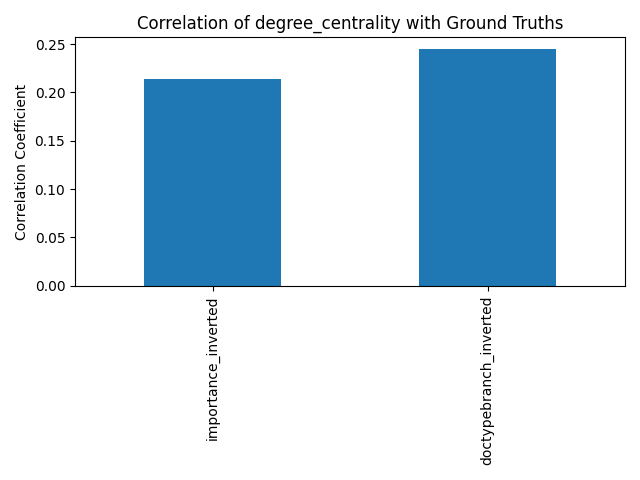 Correlation of degree_centrality with Ground Truths
Correlation Coefficient
0.25
0.20
0.15
0.10
0.05
0.00
importance_inverted
doctypebranch_inverted